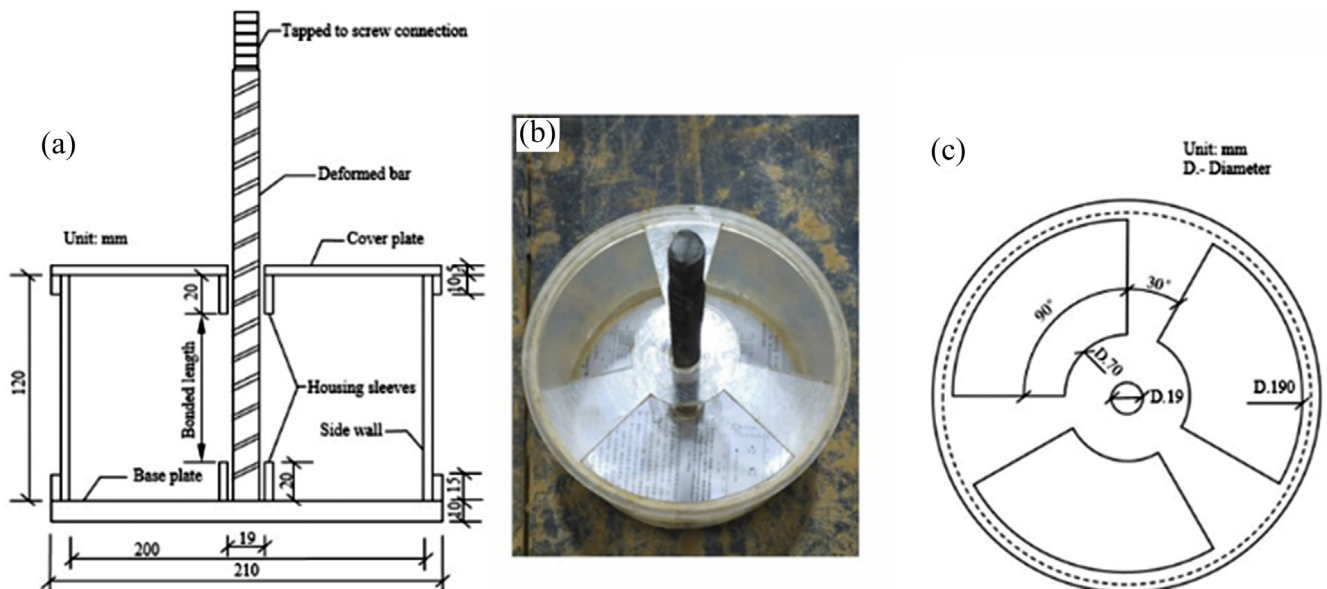 Tapped to screw connection
(a)
Deformed bar
Unit: mm
Cover plate
20
10
5
120
Bonded length
Housing sleeves
Side wall
Base plate
20
15
10
200
19
210
(b)
(c)
Unit: mm
D.- Diameter
90°
30°
D.70
D.19
D.190